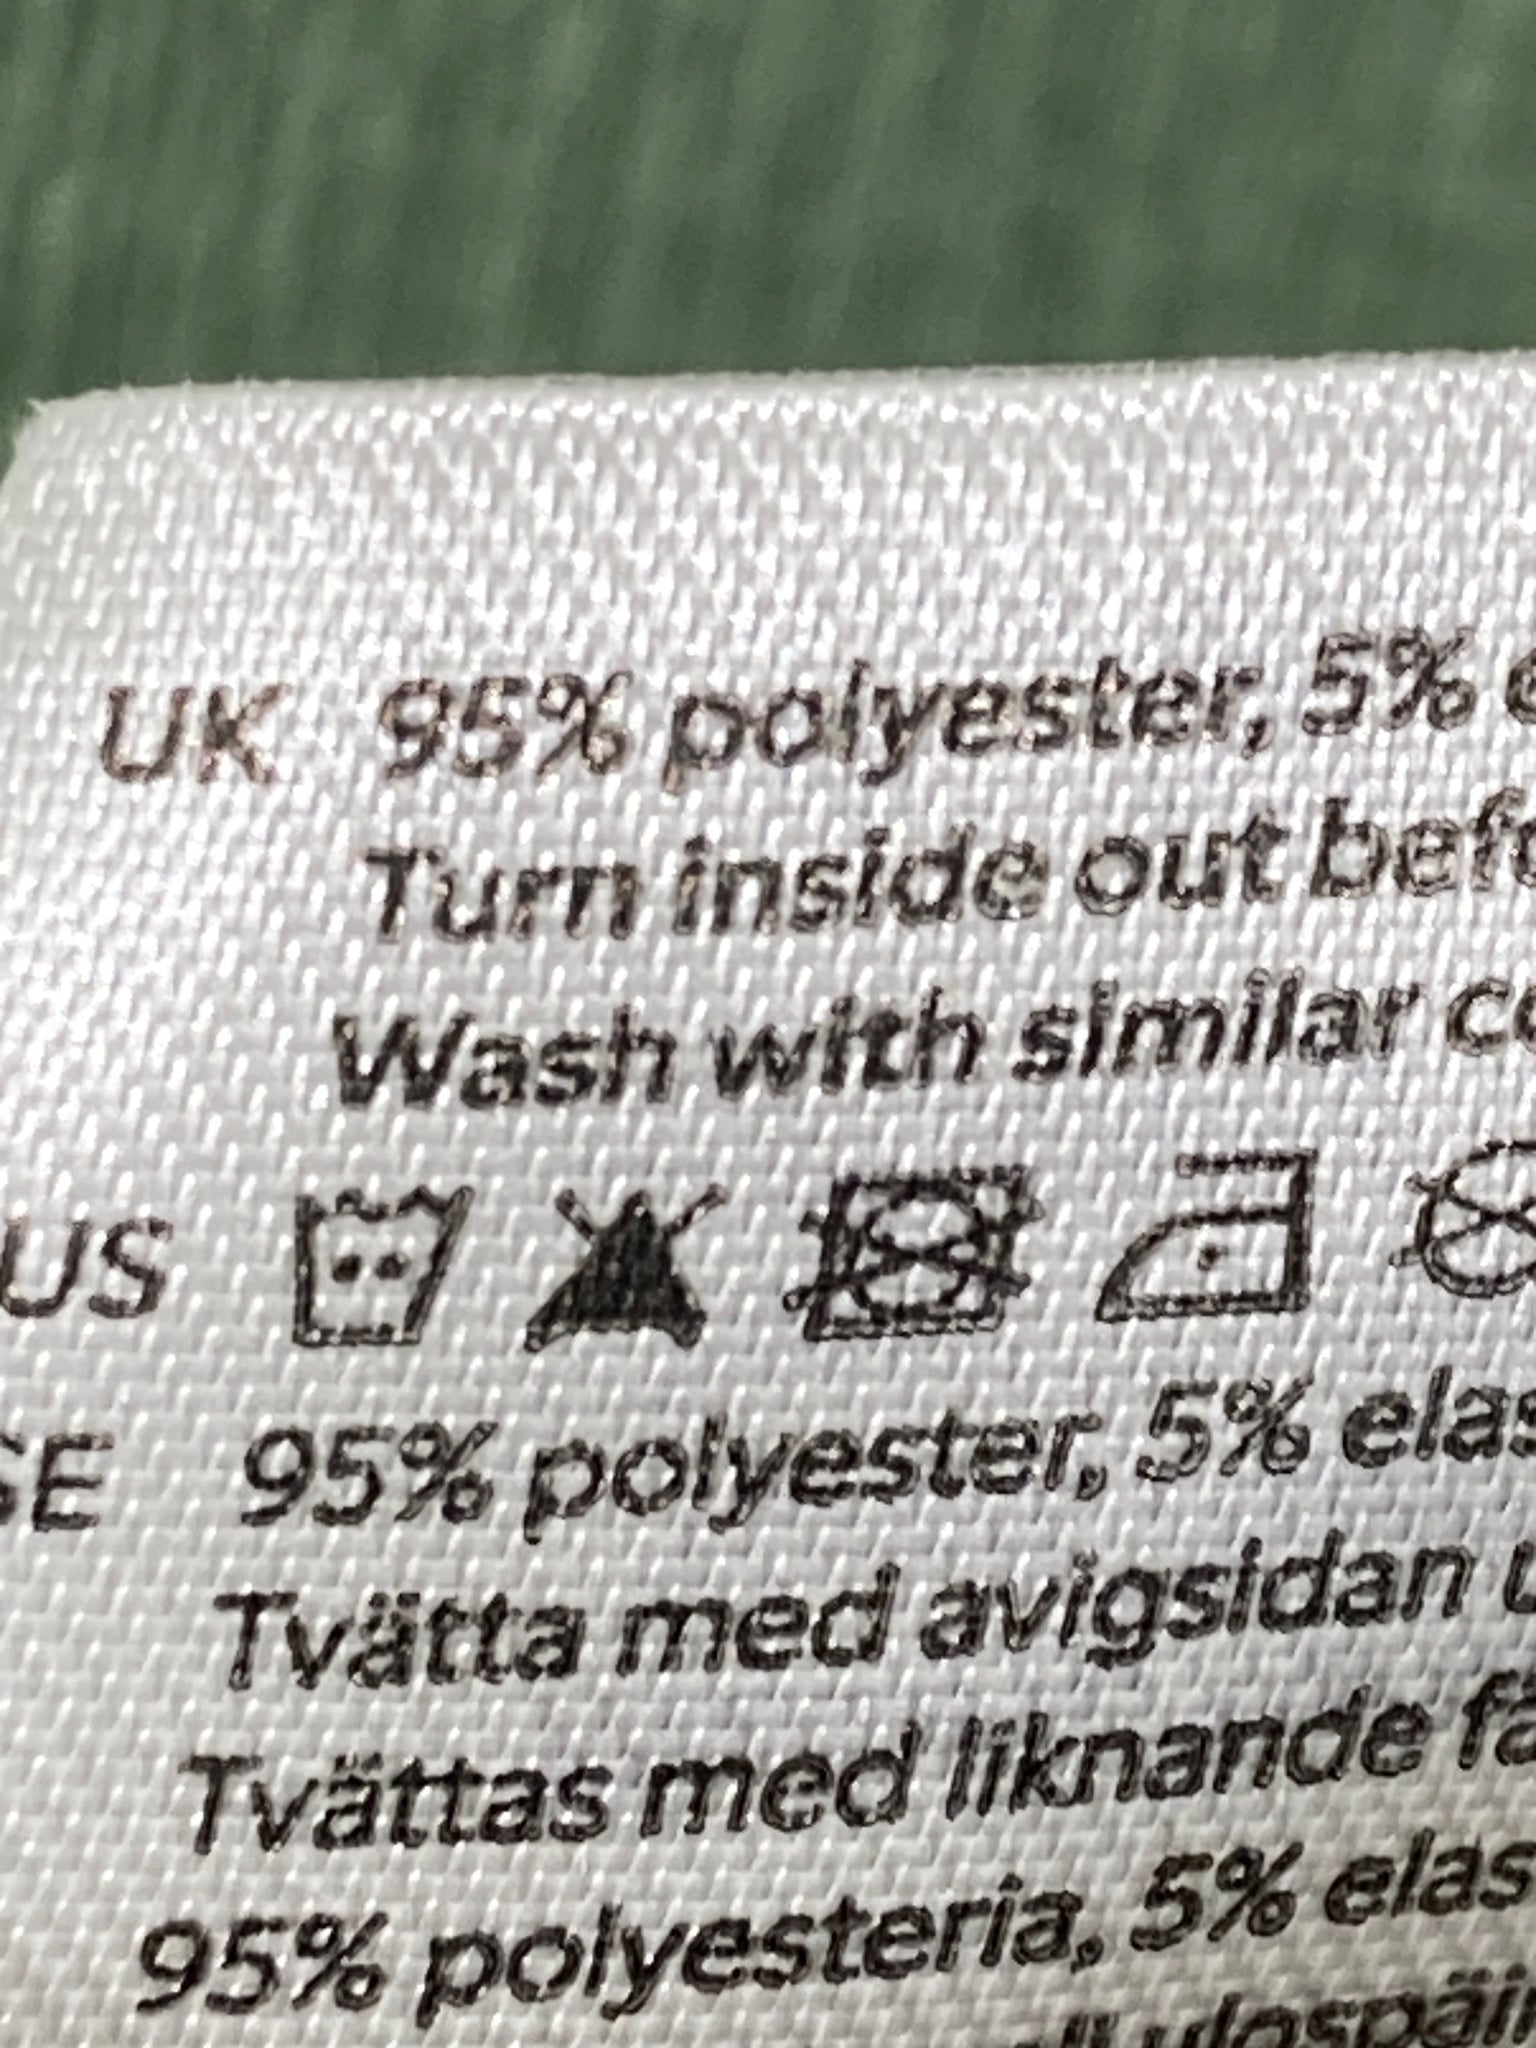 UK 95% polyester, 5%
Turn inside out
Wash with similar
US
SE 95% polyester, 5%
Tvätta med avigsidan
Tvättas med liknande
95% polyesteria, 5%